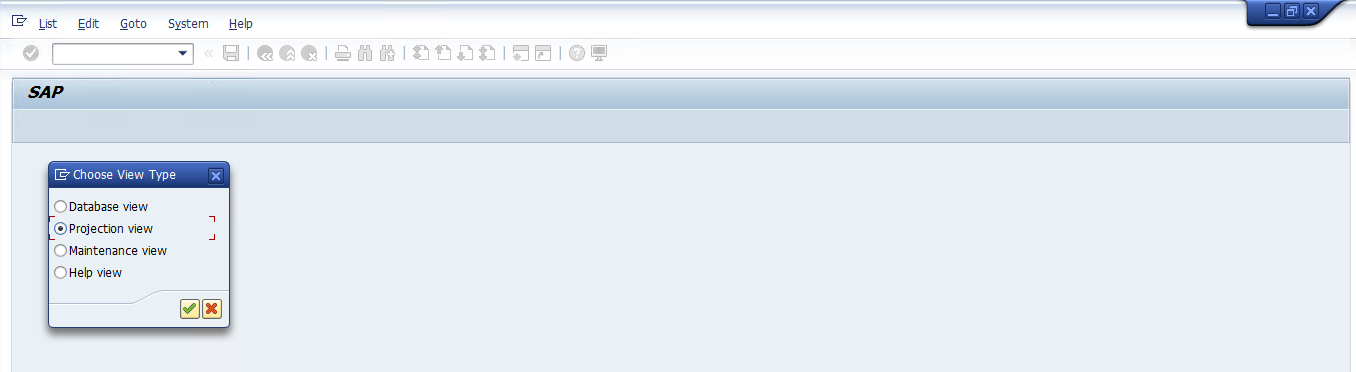 List Edit Goto System Help
SAP
Choose View Type
Database view
Projection view
Maintenance view
Help view